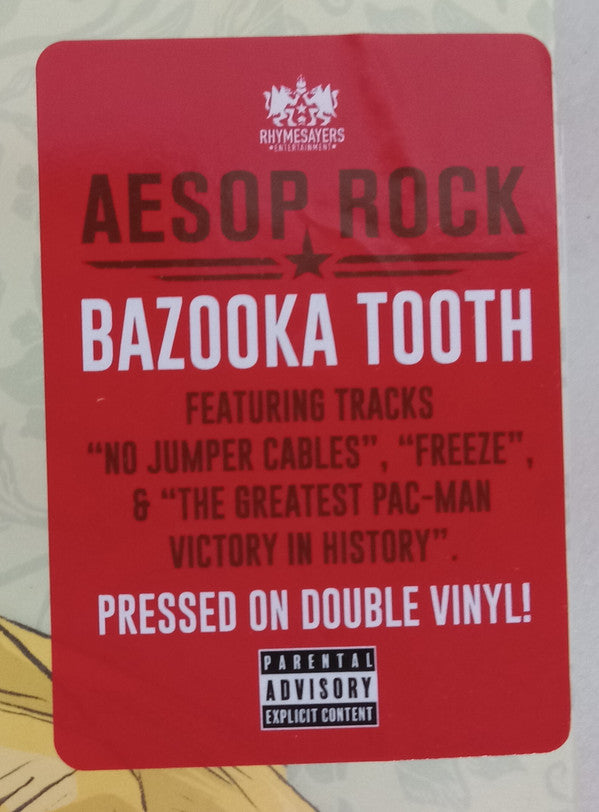 RHYMESAYERS
ENTERTAINMENT
AESOP ROCK
BAZOOKA TOOTH
FEATURING TRACKS
"NO JUMPER CABLES", "FREEZE",
& "THE GREATEST PAC-MAN
VICTORY IN HISTORY".
PRESSED ON DOUBLE VINYL!
PARENTAL
ADVISORY
EXPLICIT CONTENT